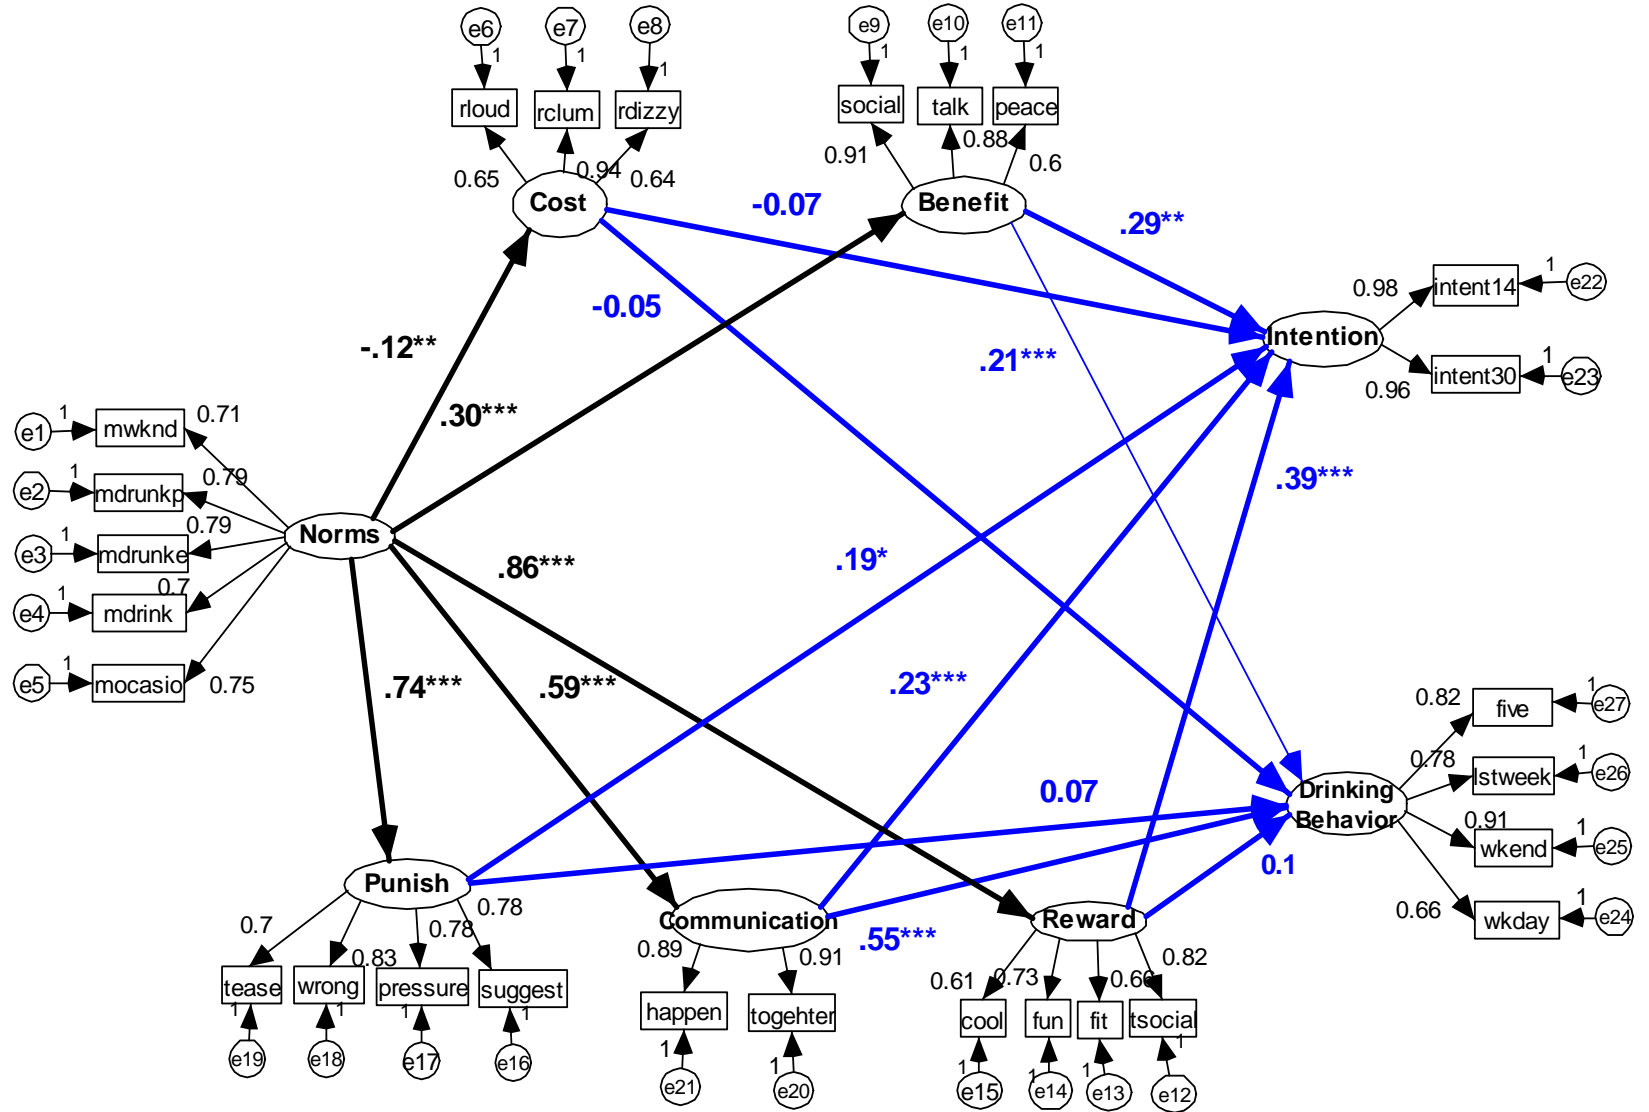 e6
e7
e8
e9
e10
e11
1
1
1
1
1
1
rloud
rclum
rdizzy
social
talk
peace
0.65
0.94
0.64
0.91
0.88
0.6
Cost
Benefit
-0.07
.29**
-0.05
.21***
-.12**
.30***
0.98
intent14
1
e22
Intention
0.96
intent30
1
e23
e1
1
mwknd
0.71
e2
1
mdrunkp
0.79
e3
1
mdrunke
0.79
e4
1
mdrink
0.7
e5
1
mocasio
0.75
Norms
.86***
.19*
.39***
.74***
.59***
.23***
0.07
0.1
.55***
Drinking
Behavior
0.82
five
1
e27
0.78
lstweek
1
e26
0.91
wkend
1
e25
0.66
wkday
1
e24
Punish
Communication
Reward
0.7
0.83
0.78
0.78
0.89
0.91
0.61
0.73
0.66
0.82
tease
wrong
pressure
suggest
happen
togehter
cool
fun
fit
tsocial
1
1
1
1
1
1
1
1
1
1
e19
e18
e17
e16
e21
e20
e15
e14
e13
e12